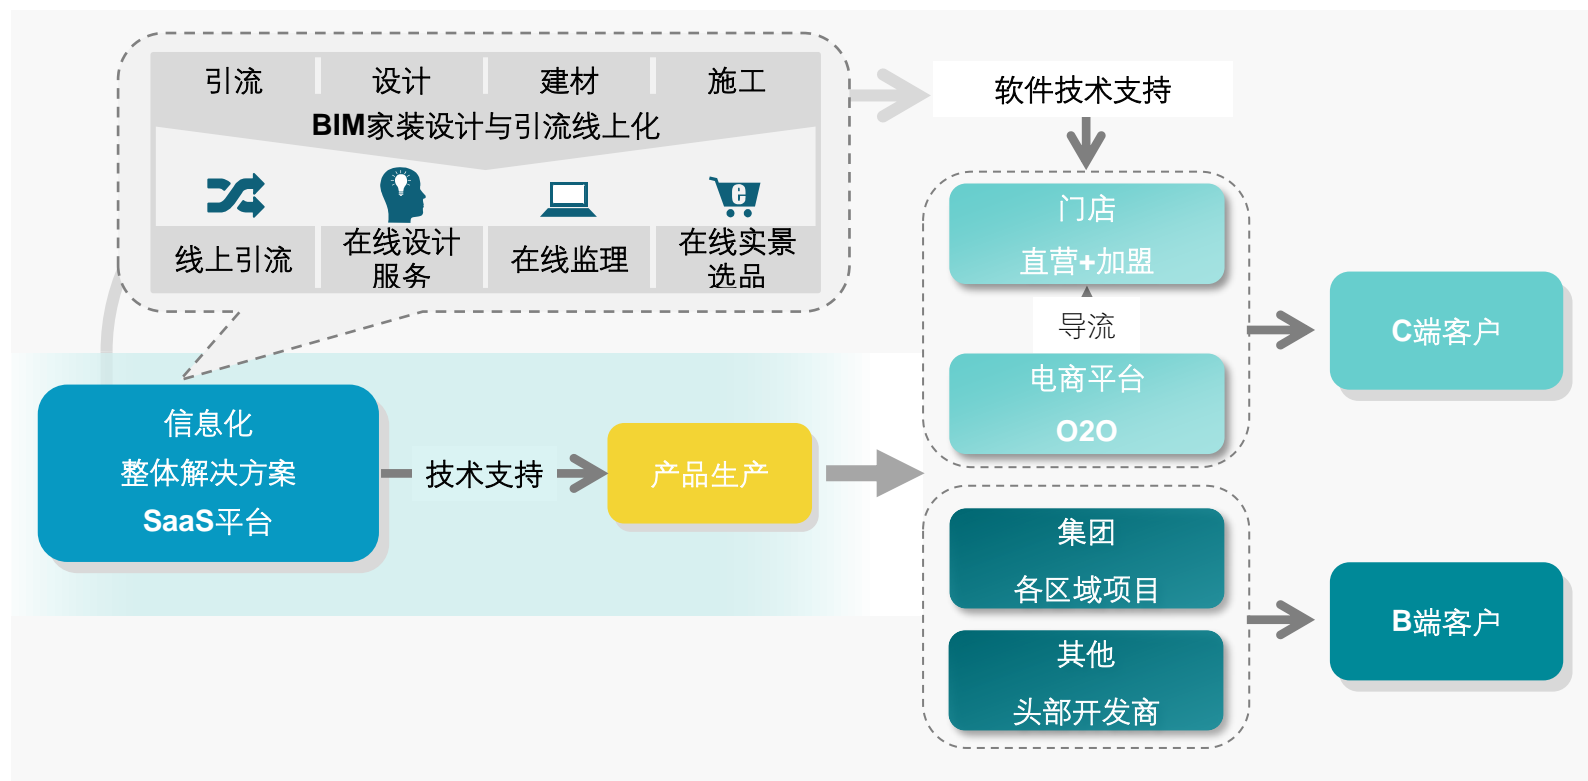 引流 设计 建材 施工
BIM家装设计与引流线上化
线上引流
在线设计
服务
在线监理
在线实景
选品
软件技术支持
门店
直营+加盟
导流
电商平台
O2O
C端客户
信息化
整体解决方案
SaaS平台
技术支持
产品生产
集团
各区域项目
其他
头部开发商
B端客户